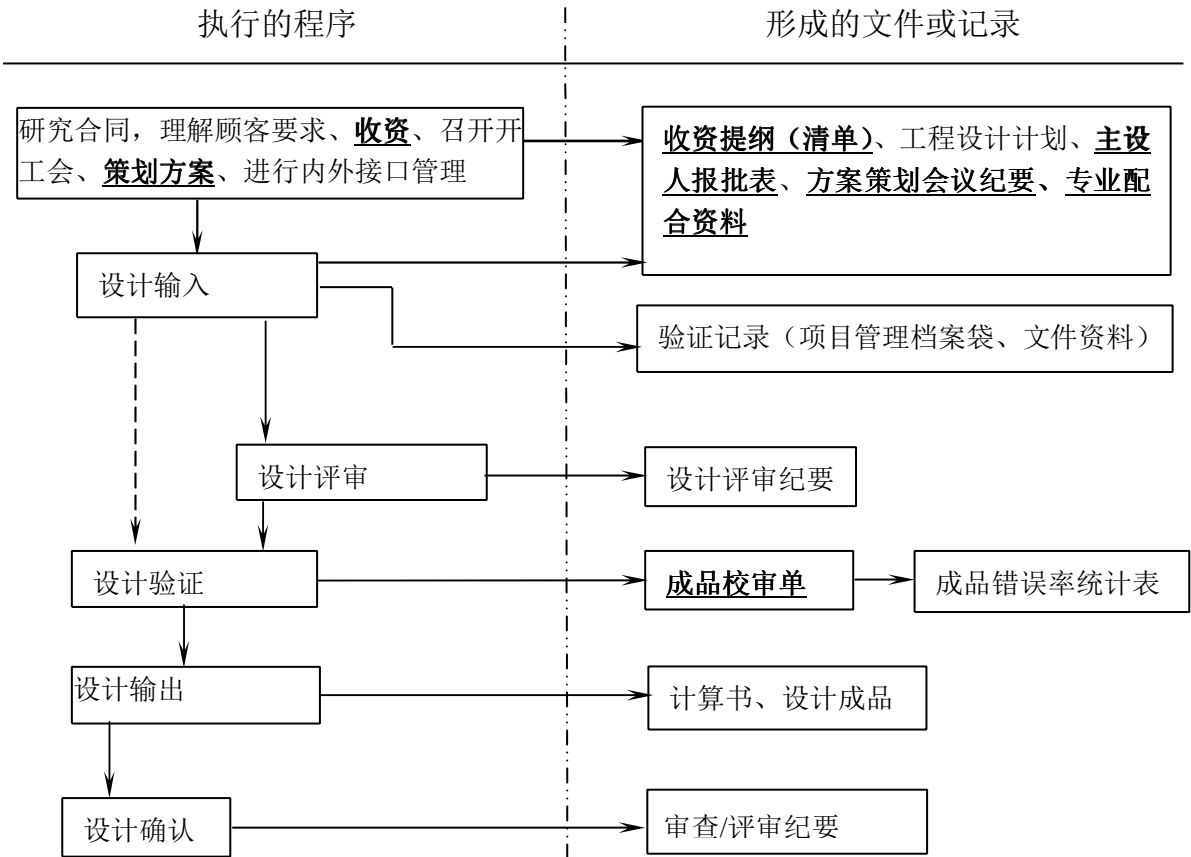 执行的程序
形成的文件或记录
研究合同，理解顾客要求、收资、召开开
工会、策划方案、进行内外接口管理
收资提纲（清单）、工程设计计划、主设
人报批表、方案策划会议纪要、专业配
合资料
设计输入
验证记录（项目管理档案袋、文件资料）
设计评审
设计评审纪要
设计验证
成品校审单
成品错误率统计表
设计输出
计算书、设计成品
设计确认
审查/评审纪要